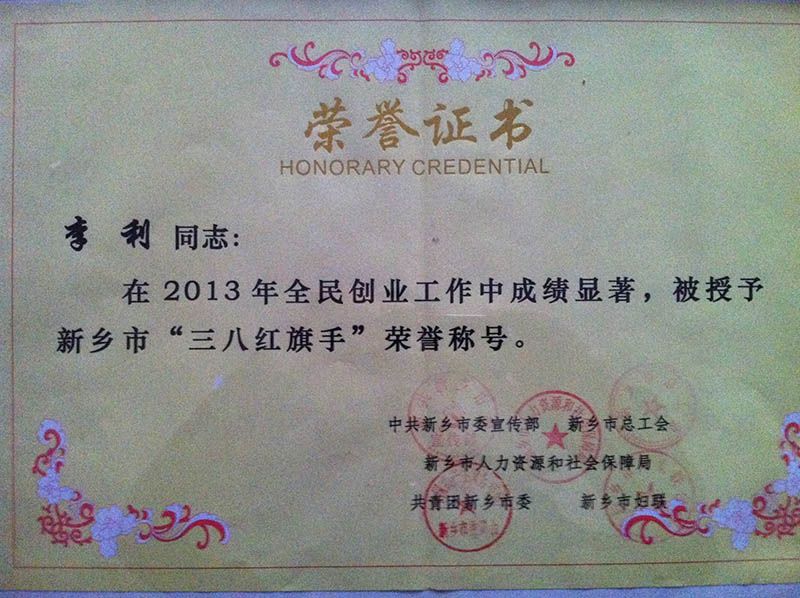 荣誉证书
HONORARY CREDENTIAL
李 利 同志:
在2013年全民创业工作中成绩显著，被授予
新乡市“三八红旗手”荣誉称号。
中共新乡市委宣传部 新乡市总工会
新乡市人力资源和社会保障局
共青团新乡市委 新乡市妇联